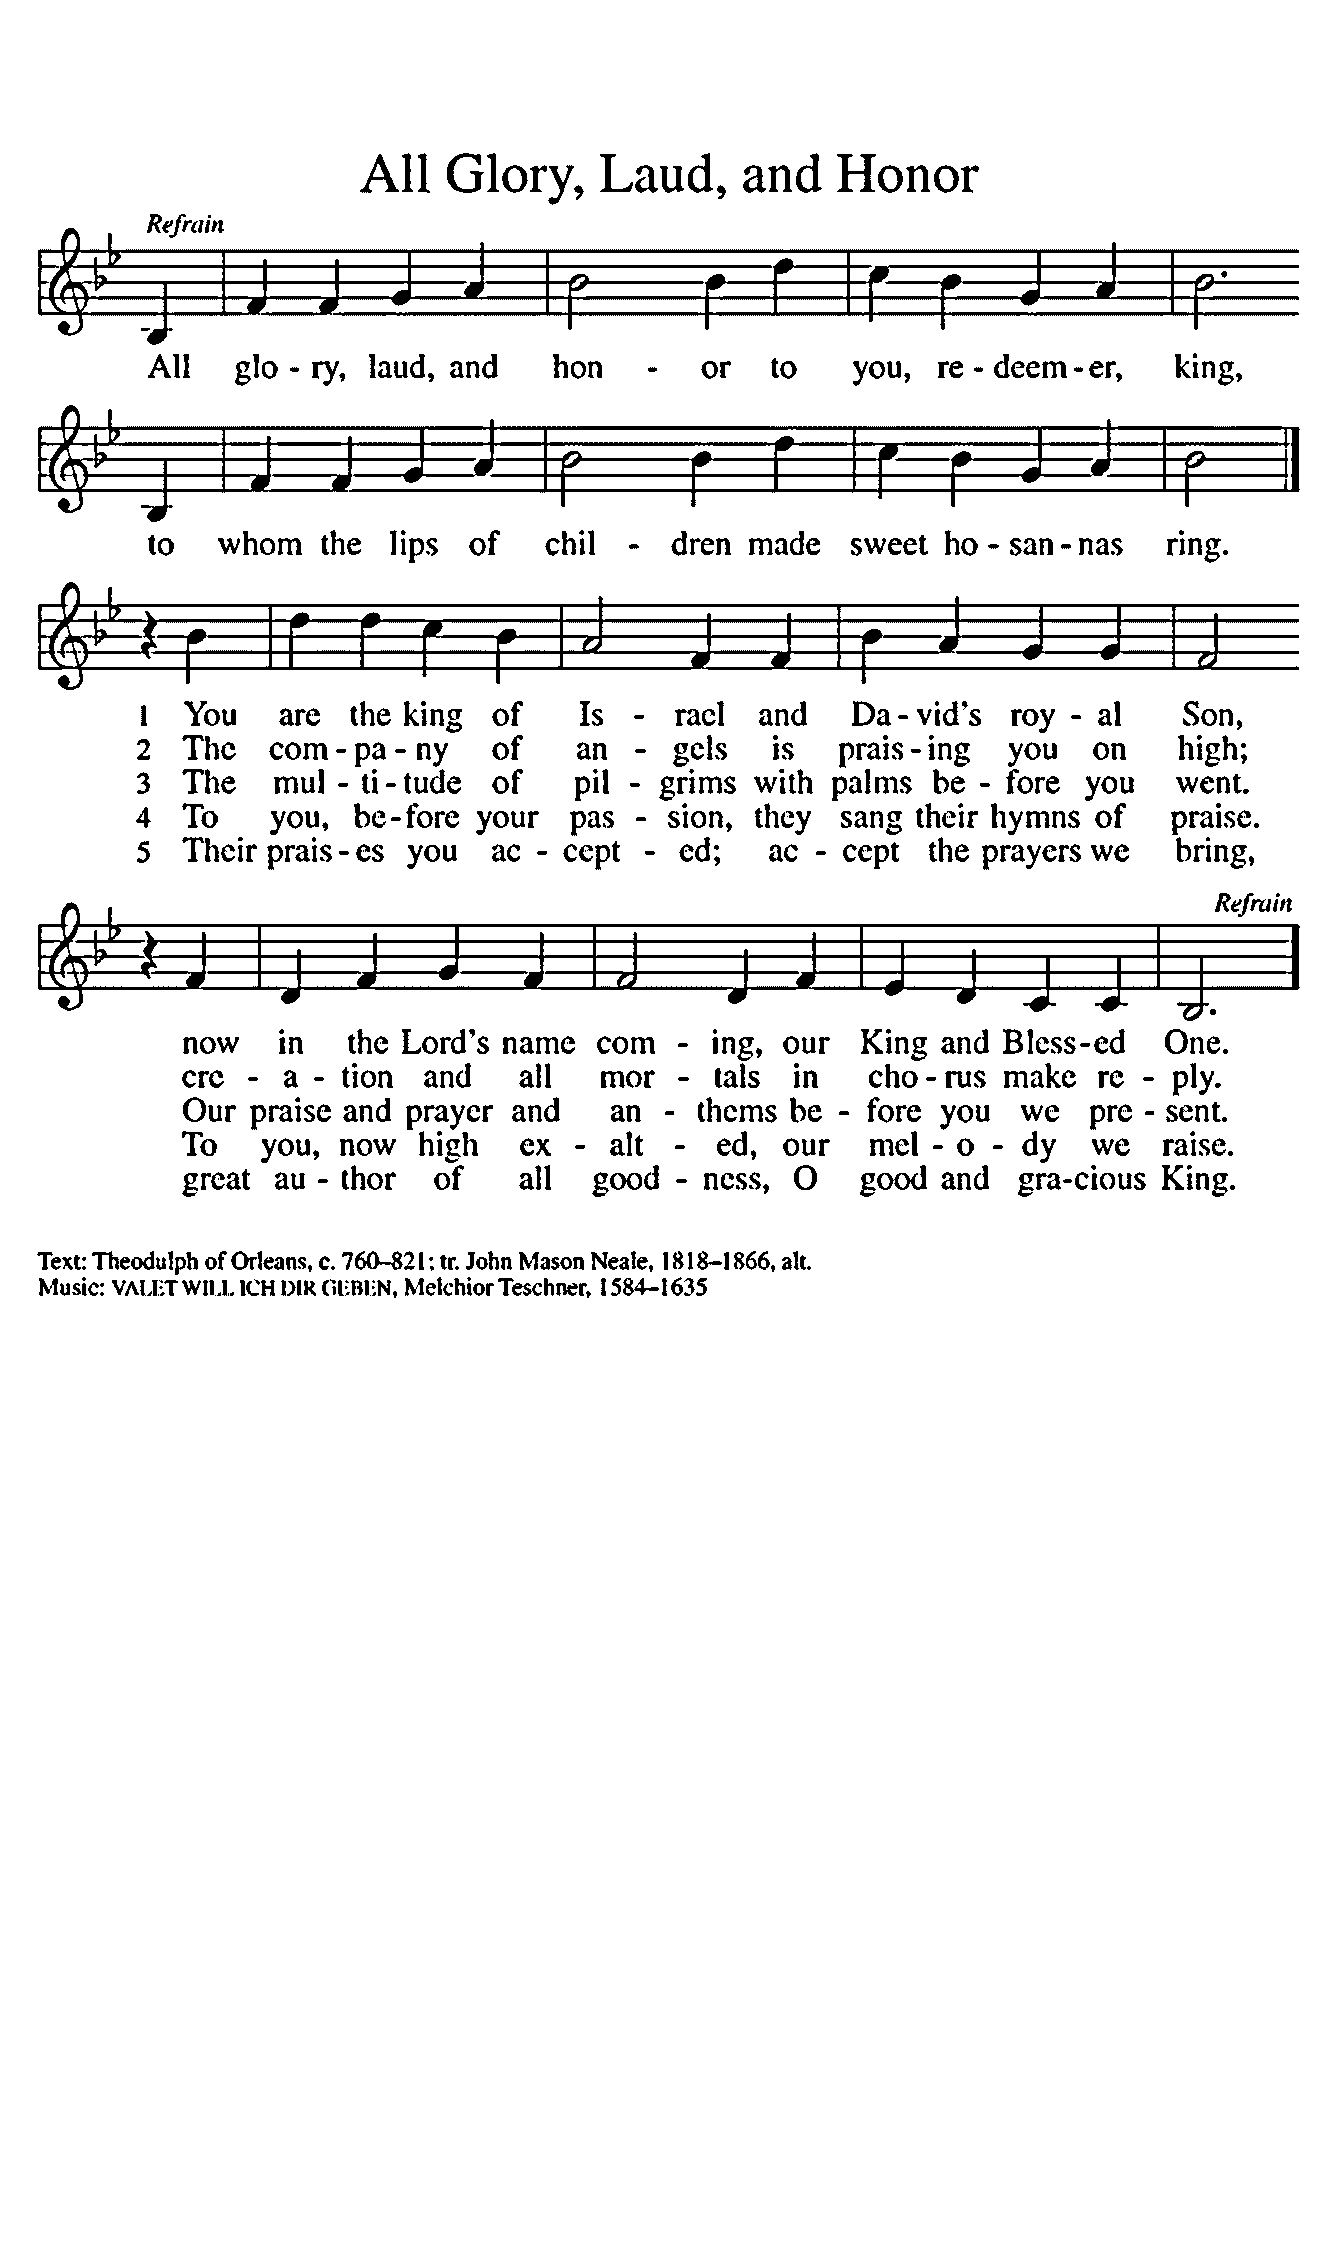 All Glory, Laud, and Honor
Refrain
All glo - ry, laud, and hon - or to you, re - deem - er, king,
to whom the lips of chil - dren made sweet ho - san - nas ring.
1 You are the king of Is - rael and Da - vid's roy - al Son,
2 The com - pa - ny of an - gels is prais - ing you on high;
3 The mul - ti - tude of pil - grims with palms be - fore you went.
4 To you, be - fore your pas - sion, they sang their hymns of praise.
5 Their prais - es you ac - cept - ed; ac - cept the prayers we bring,
Refrain
now in the Lord's name com - ing, our King and Bless - ed One.
cre - a - tion and all mor - tals in cho - rus make re - ply.
Our praise and prayer and an - thems be - fore you we pre - sent.
To you, now high ex - alt - ed, our mel - o - dy we raise.
great au - thor of all good - ness, O good and gra - cious King.
Text: Theodulph of Orleans, c. 760–821; tr. John Mason Neale, 1818–1866, alt.
Music: VALET WILL ICH DIR GEBEN, Melchior Teschner, 1584–1635